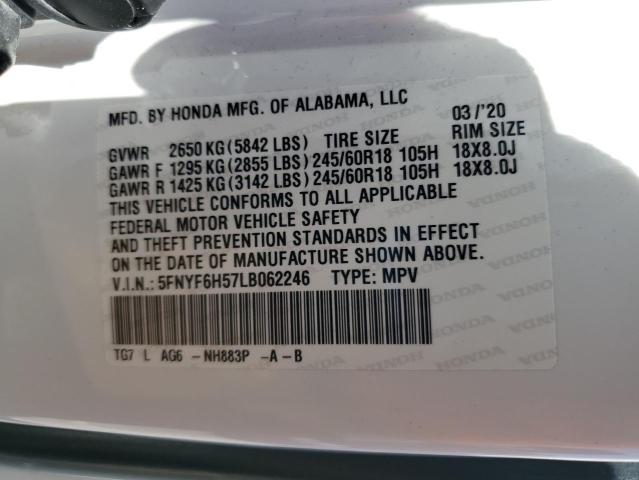 MFD. BY HONDA MFG. OF ALABAMA, LLC 03/'20
GVWR 2650 KG (5842 LBS) TIRE SIZE RIM SIZE
GAWR F 1295 KG (2855 LBS) 245/60R18 105H 18X8.0J
GAWR R 1425 KG (3142 LBS) 245/60R18 105H 18X8.0J
THIS VEHICLE CONFORMS TO ALL APPLICABLE
FEDERAL MOTOR VEHICLE SAFETY
AND THEFT PREVENTION STANDARDS IN EFFECT
ON THE DATE OF MANUFACTURE SHOWN ABOVE.
V.I.N.: 5FNYF6H57LB062246 TYPE: MPV
TG7 L AG6 - NH883P -A-B